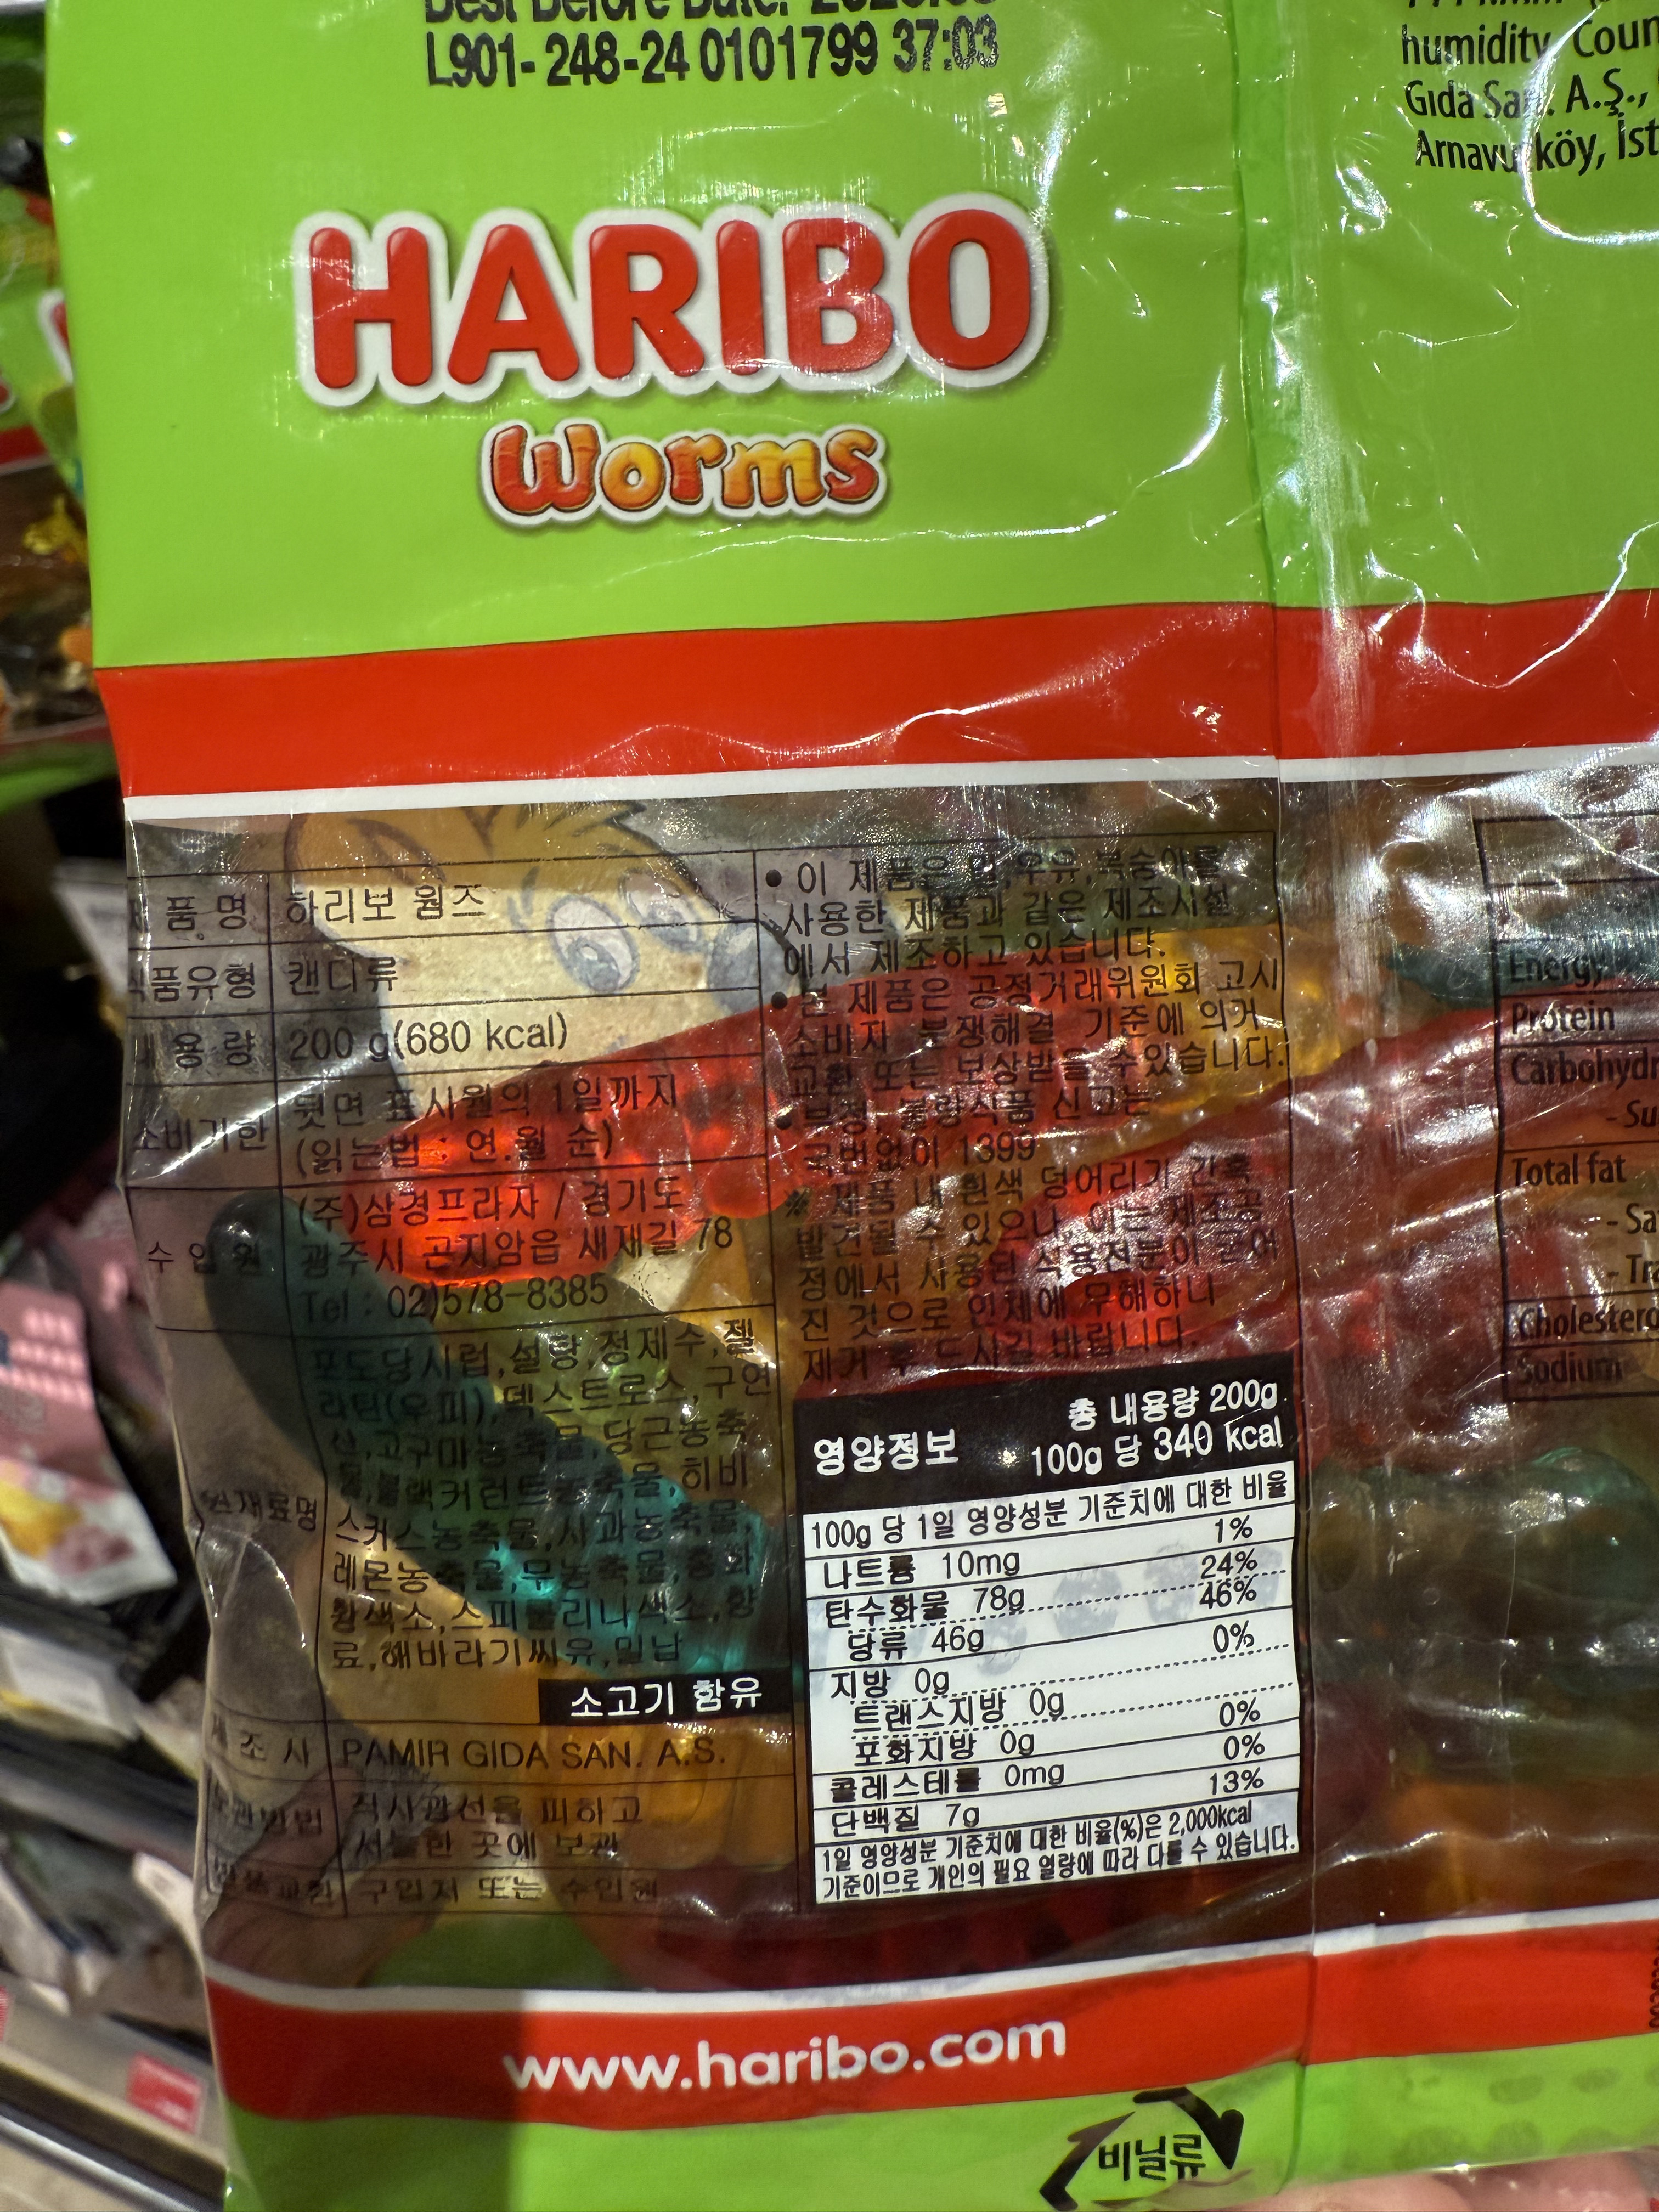 Best Before Date:
L901- 248-24 0101799 37:03
humidity Coun
Gıda San. A.Ş.,
Arnavutköy, İst
HARIBO
Worms
품명 하리보 웜즈
식품유형 캔디류
내용량 200 g(680 kcal)
소비기한 뒷면 표시월의 1일까지
(읽는법 : 연.월 순)
수입원 (주)삼경프라자 / 경기도
광주시 곤지암읍 새재길 78
Tel : 02)578-8385
원재료명 포도당시럽,설탕,정제수,젤
라틴(우피),덱스트로스,구연
산,고구마농축물,당근농축
물,블랙커런트농축물,히비
스커스농축물,사과농축물,
레몬농축물,무농축물,홍화
황색소,스피룰리나색소,향
료,해바라기씨유,밀납
소고기 함유
제조사 PAMIR GIDA SAN. A.S.
보관방법 직사광선을 피하고
서늘한 곳에 보관
반품교환 구입처 또는 수입원
• 이 제품은 밀,우유,복숭아를
사용한 제품과 같은 제조시설
에서 제조하고 있습니다.
• 본 제품은 공정거래위원회 고시
소비자 분쟁해결 기준에 의거
교환 또는 보상받을 수있습니다.
• 부정, 불량식품 신고는
국번없이 1399
※ 제품 내 흰색 덩어리가 간혹
발견될 수 있으나, 이는 제조공
정에서 사용된 식용전분이 굳어
진 것으로 인체에 무해하니
제거 후 드시길 바랍니다.
영양정보
총 내용량 200g
100g 당 340 kcal
100g 당 1일 영양성분 기준치에 대한 비율
나트륨 10mg 1%
탄수화물 78g 24%
당류 46g 46%
지방 0g 0%
트랜스지방 0g
포화지방 0g 0%
콜레스테롤 0mg 0%
단백질 7g 13%
1일 영양성분 기준치에 대한 비율(%)은 2,000kcal
기준이므로 개인의 필요 열량에 따라 다를 수 있습니다.
Energy
Protein
Carbohydr
- Su
Total fat
- Sa
- Tra
Cholestero
Sodium
www.haribo.com
비닐류